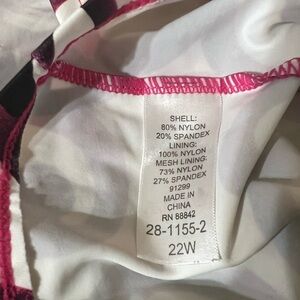 SHELL:
80% NYLON
20% SPANDEX
LINING:
100% NYLON
MESH LINING:
73% NYLON
27% SPANDEX
91299
MADE IN
CHINA
RN 88842
28-1155-2
22W